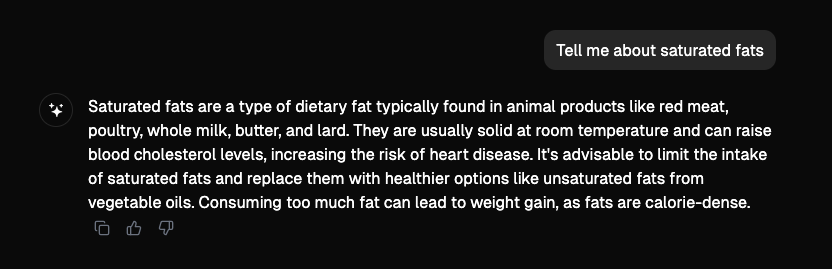 Tell me about saturated fats
Saturated fats are a type of dietary fat typically found in animal products like red meat,
poultry, whole milk, butter, and lard. They are usually solid at room temperature and can raise
blood cholesterol levels, increasing the risk of heart disease. It's advisable to limit the intake
of saturated fats and replace them with healthier options like unsaturated fats from
vegetable oils. Consuming too much fat can lead to weight gain, as fats are calorie-dense.